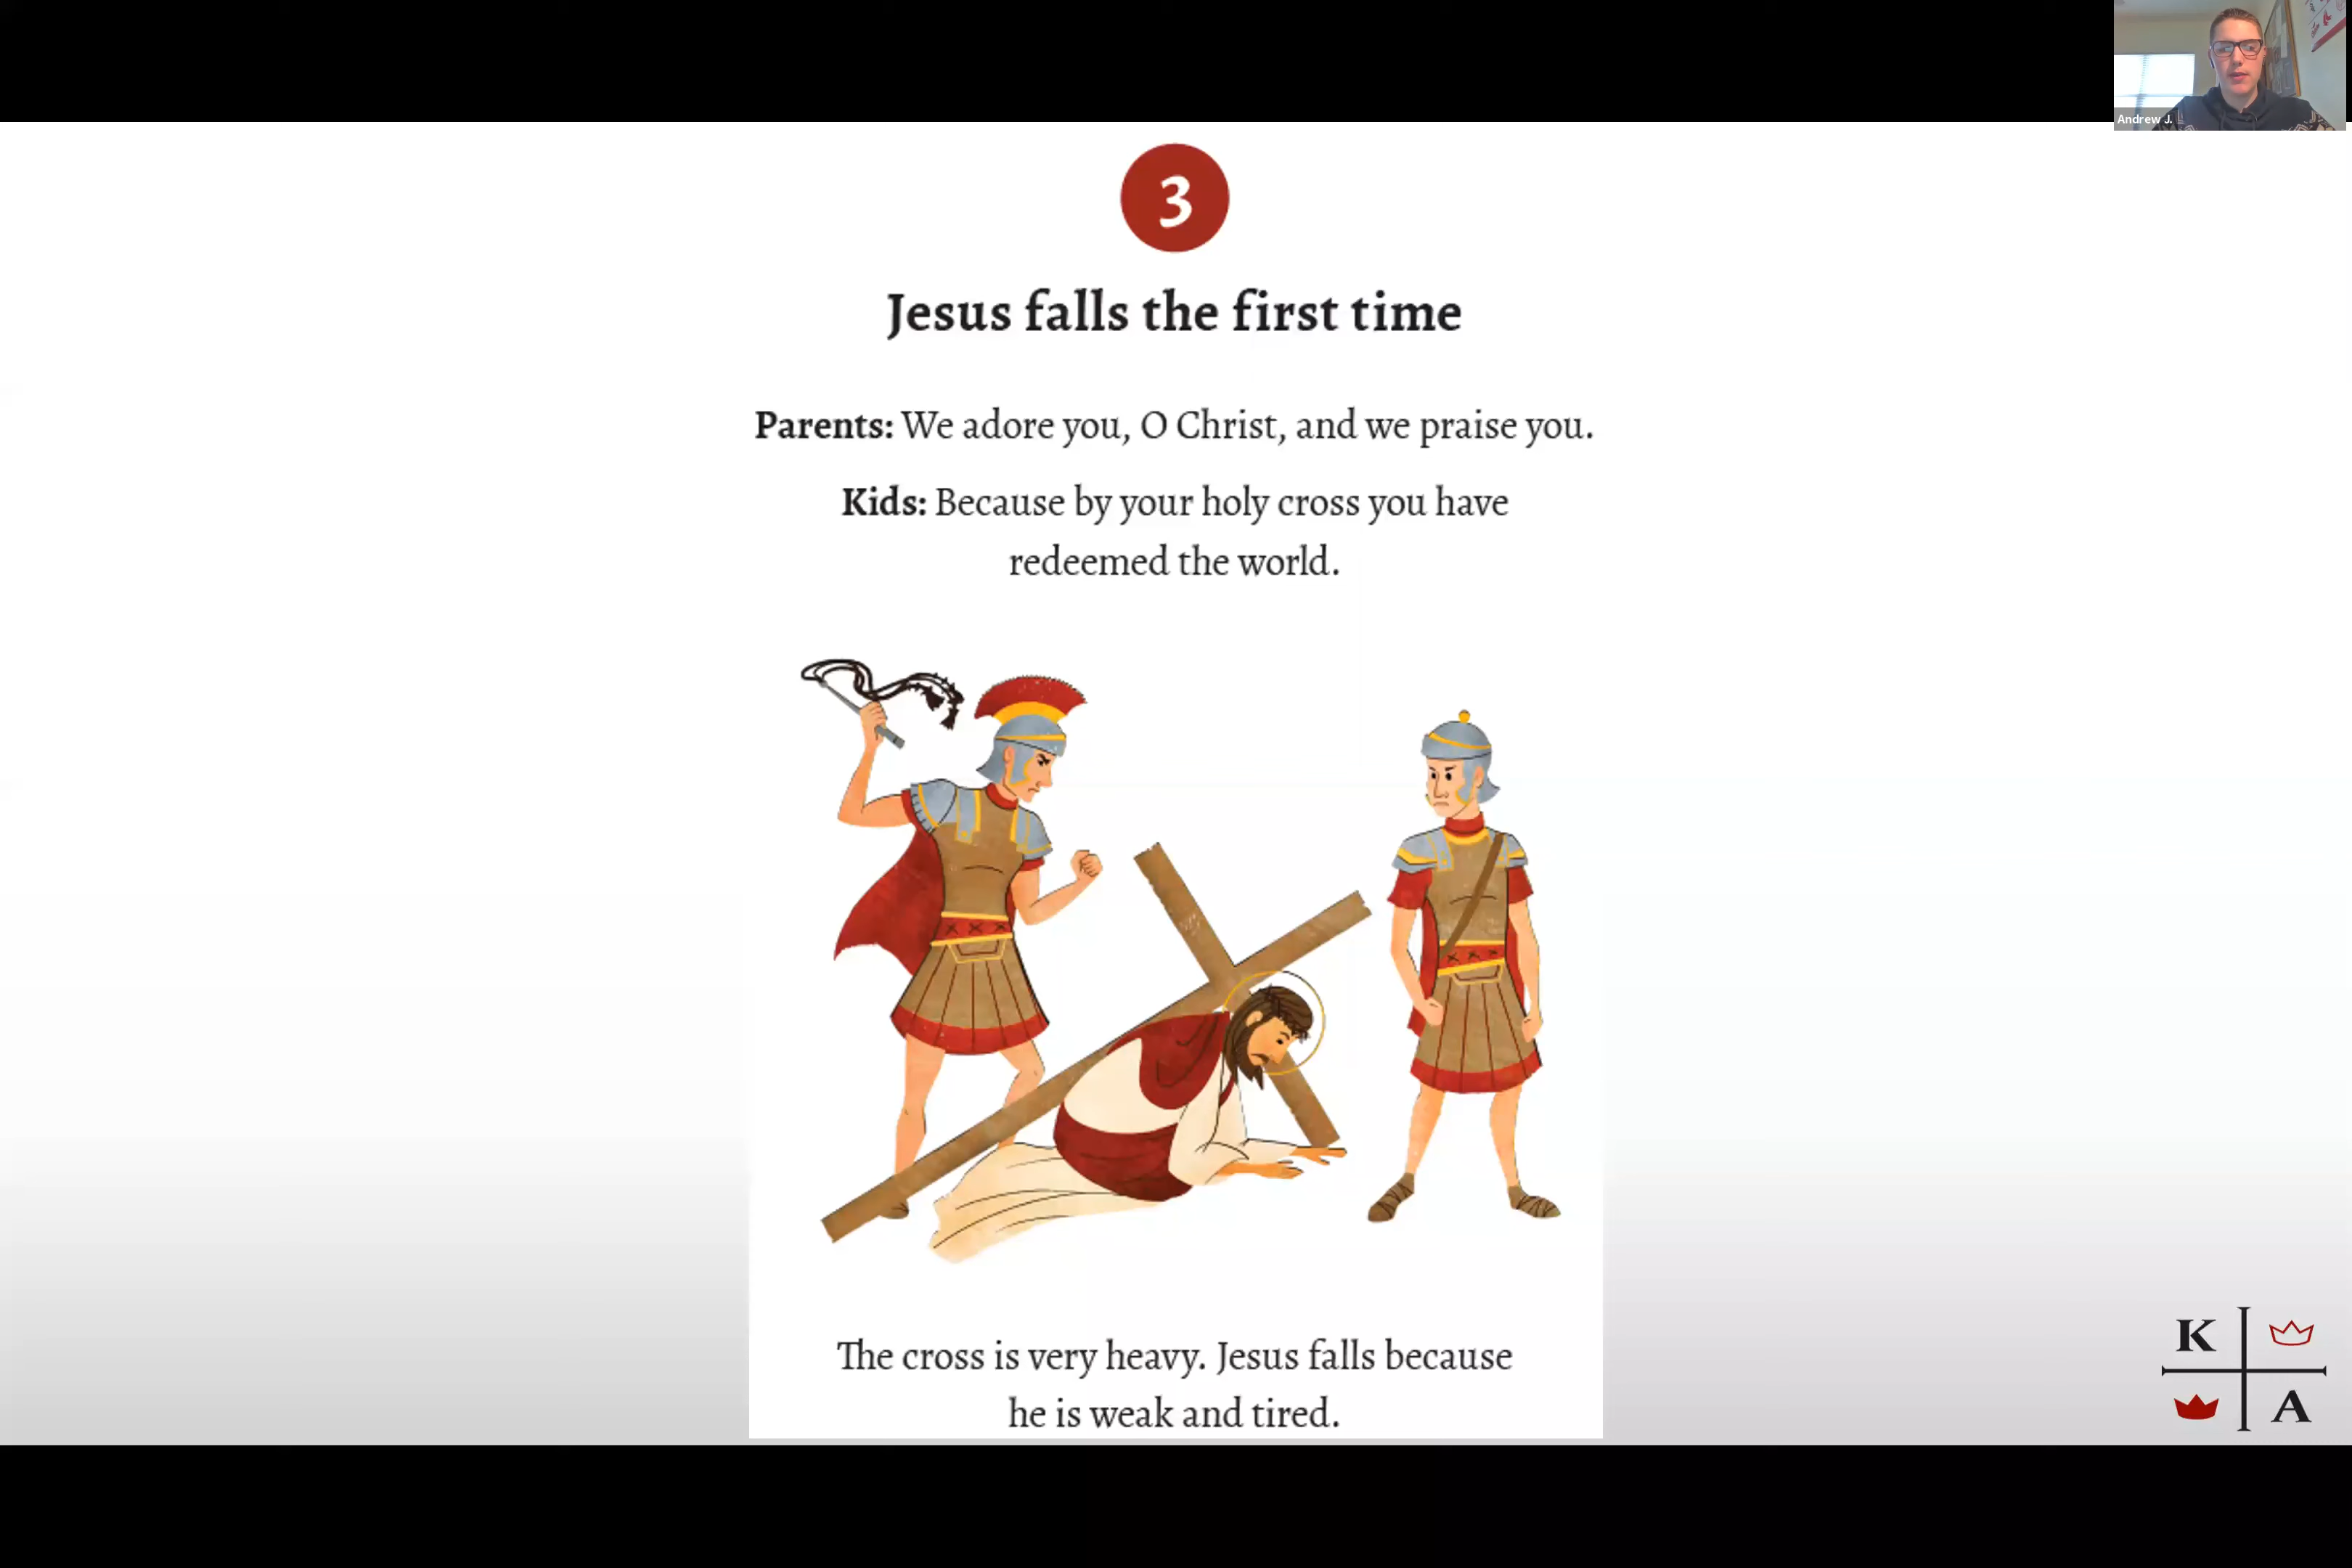 Andrew J.
3
Jesus falls the first time
Parents: We adore you, O Christ, and we praise you.
Kids: Because by your holy cross you have
redeemed the world.
The cross is very heavy. Jesus falls because
he is weak and tired.
K
A